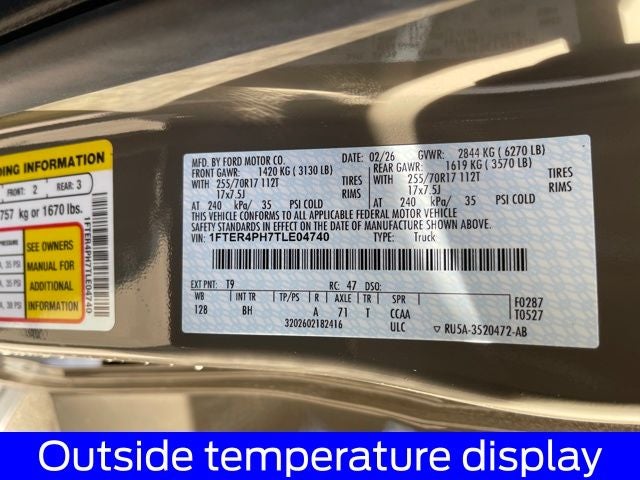 DING INFORMATION
FRONT: 2 REAR: 3
757 kg or 1670 lbs.
SEE OWNERS
MANUAL FOR
ADDITIONAL
INFORMATION
35 PSI
35 PSI
38 PSI
1FTER4PH7TLE04740
MFD. BY FORD MOTOR CO.
DATE: 02/26 GVWR: 2844 KG (6270 LB)
FRONT GAWR: 1420 KG (3130 LB)
REAR GAWR: 1619 KG (3570 LB)
WITH 255/70R17 112T TIRES
WITH 255/70R17 112T TIRES
17x7.5J RIMS
17x7.5J RIMS
AT 240 kPa/ 35 PSI COLD
AT 240 kPa/ 35 PSI COLD
THIS VEHICLE CONFORMS TO ALL APPLICABLE FEDERAL MOTOR VEHICLE
SAFETY STANDARDS IN EFFECT ON THE DATE OF MANUFACTURE SHOWN ABOVE.
VIN: 1FTER4PH7TLE04740 TYPE: Truck
EXT PNT: T9 RC: 47 DSO:
WB INT TR TP/PS R AXLE TR SPR
128 BH A 71 T CCAA
ULC
3202602182416
F0287
T0527
RU5A-3520472-AB
Outside temperature display